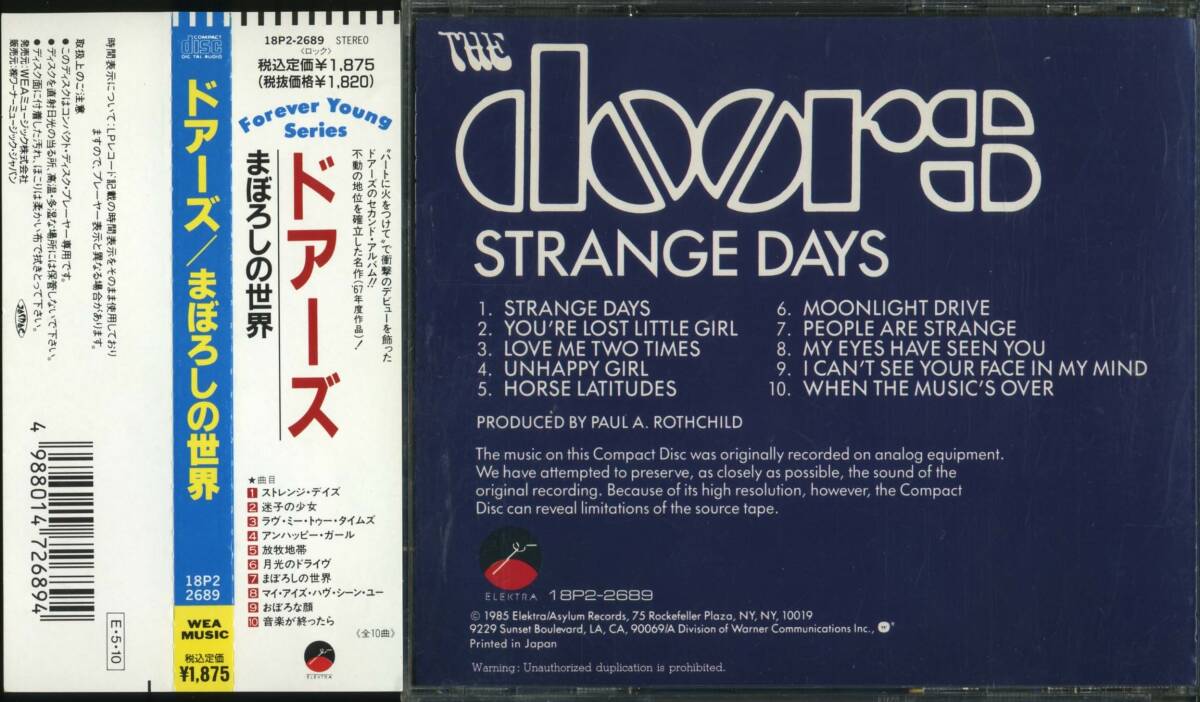 時間表示について:LPレコード記載の時間表示をそのまま使用しており
ますので、プレーヤー表示と異なる場合があります。
取扱上のご注意
●このディスクはコンパクト・ディスク・プレーヤー専用です。
●ディスクを直射日光の当る所、高温・多湿な場所には保管しないで下さい。
●ディスク面に付着した汚れ、ほこりは柔かい布で拭きとって下さい。
発売元:WEAミュージック株式会社
販売元:㈱ワーナーミュージック・ジャパン
4 988014 726894
E・5・10
COMPACT
disc
DIGITAL AUDIO
ドアーズ/まぼろしの世界
18P2
2689
WEA
MUSIC
税込定価
¥1,875
18P2-2689 STEREO
〈ロック〉
税込定価¥1,875
(税抜価格¥1,820)
Forever Young
Series
"ハートに火をつけて"で衝撃のデビューを飾った
ドアーズのセカンド・アルバム!!
不動の地位を確立した名作('67年度作品)!
ドアーズ
まぼろしの世界
★曲目
1 ストレンジ・デイズ
2 迷子の少女
3 ラヴ・ミー・トゥー・タイムズ
4 アンハッピー・ガール
5 放牧地帯
6 月光のドライヴ
7 まぼろしの世界
8 マイ・アイズ・ハヴ・シーン・ユー
9 おぼろな顔
10 音楽が終ったら
《全10曲》
ELEKTRA
THE
doors
STRANGE DAYS
1. STRANGE DAYS
2. YOU'RE LOST LITTLE GIRL
3. LOVE ME TWO TIMES
4. UNHAPPY GIRL
5. HORSE LATITUDES
6. MOONLIGHT DRIVE
7. PEOPLE ARE STRANGE
8. MY EYES HAVE SEEN YOU
9. I CAN'T SEE YOUR FACE IN MY MIND
10. WHEN THE MUSIC'S OVER
PRODUCED BY PAUL A. ROTHCHILD
The music on this Compact Disc was originally recorded on analog equipment.
We have attempted to preserve, as closely as possible, the sound of the
original recording. Because of its high resolution, however, the Compact
Disc can reveal limitations of the source tape.
ELEKTRA 18P2-2689
© 1985 Elektra/Asylum Records, 75 Rockefeller Plaza, NY, NY, 10019
9229 Sunset Boulevard, LA, CA, 90069/A Division of Warner Communications Inc.,
Printed in Japan
Warning: Unauthorized duplication is prohibited.